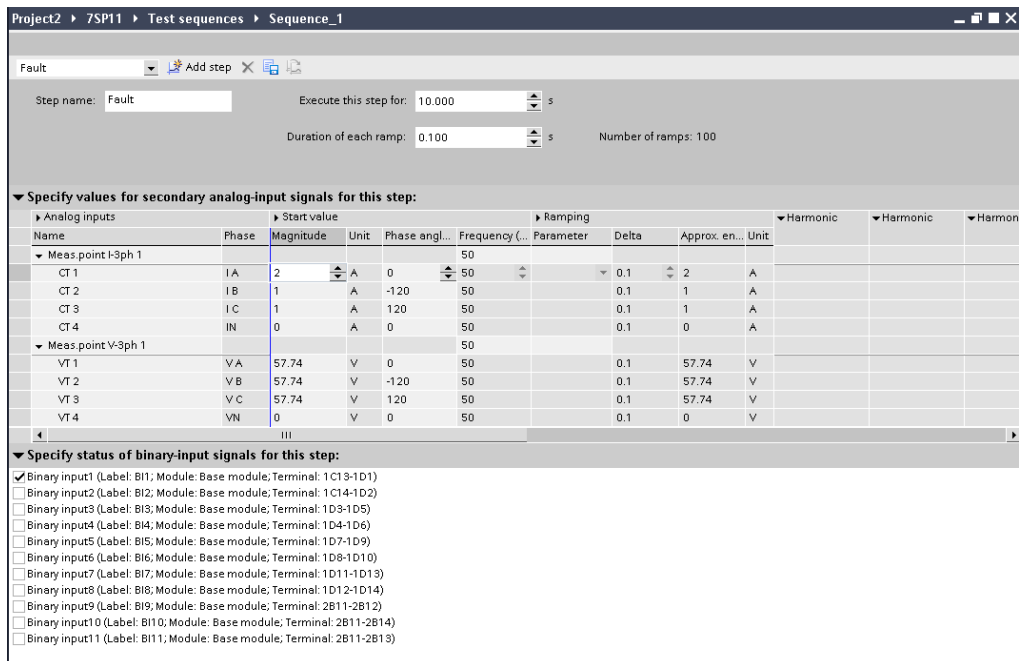 Project2 ▸ 7SP11 ▸ Test sequences ▸ Sequence_1
Fault Add step
Step name: Fault Execute this step for: 10.000 s
Duration of each ramp: 0.100 s Number of ramps: 100
Specify values for secondary analog-input signals for this step:
Analog inputs Start value Ramping Harmonic Harmonic Harmon
Name Phase Magnitude Unit Phase angl... Frequency (... Parameter Delta Approx. en... Unit
Meas.point I-3ph 1 50
CT 1 I A 2 A 0 50 0.1 2 A
CT 2 I B 1 A -120 50 0.1 1 A
CT 3 I C 1 A 120 50 0.1 1 A
CT 4 IN 0 A 0 50 0.1 0 A
Meas.point V-3ph 1 50
VT 1 V A 57.74 V 0 50 0.1 57.74 V
VT 2 V B 57.74 V -120 50 0.1 57.74 V
VT 3 V C 57.74 V 120 50 0.1 57.74 V
VT 4 VN 0 V 0 50 0.1 0 V
Specify status of binary-input signals for this step:
Binary input1 (Label: BI1; Module: Base module; Terminal: 1C13-1D1)
Binary input2 (Label: BI2; Module: Base module; Terminal: 1C14-1D2)
Binary input3 (Label: BI3; Module: Base module; Terminal: 1D3-1D5)
Binary input4 (Label: BI4; Module: Base module; Terminal: 1D4-1D6)
Binary input5 (Label: BI5; Module: Base module; Terminal: 1D7-1D9)
Binary input6 (Label: BI6; Module: Base module; Terminal: 1D8-1D10)
Binary input7 (Label: BI7; Module: Base module; Terminal: 1D11-1D13)
Binary input8 (Label: BI8; Module: Base module; Terminal: 1D12-1D14)
Binary input9 (Label: BI9; Module: Base module; Terminal: 2B11-2B12)
Binary input10 (Label: BI10; Module: Base module; Terminal: 2B11-2B14)
Binary input11 (Label: BI11; Module: Base module; Terminal: 2B11-2B13)